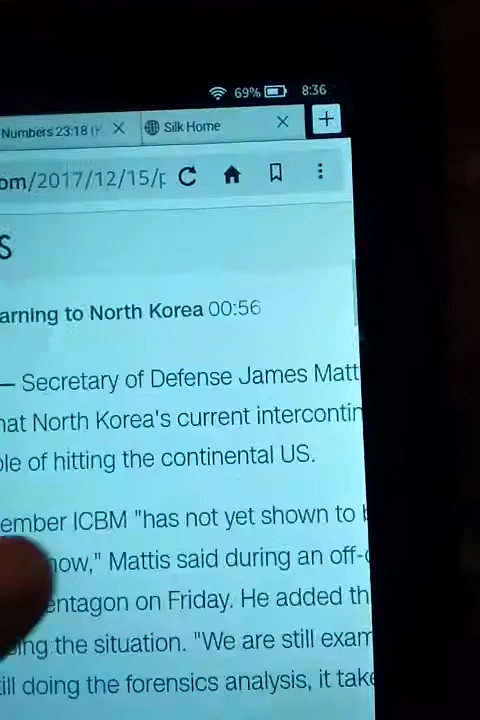 69% 8:36
Numbers 23:18 Silk Home
om/2017/12/15/
S
arning to North Korea 00:56
— Secretary of Defense James Matt
hat North Korea's current intercontin
ole of hitting the continental US.
ember ICBM "has not yet shown to
now," Mattis said during an off-
entagon on Friday. He added th
ing the situation. "We are still exam
till doing the forensics analysis, it take